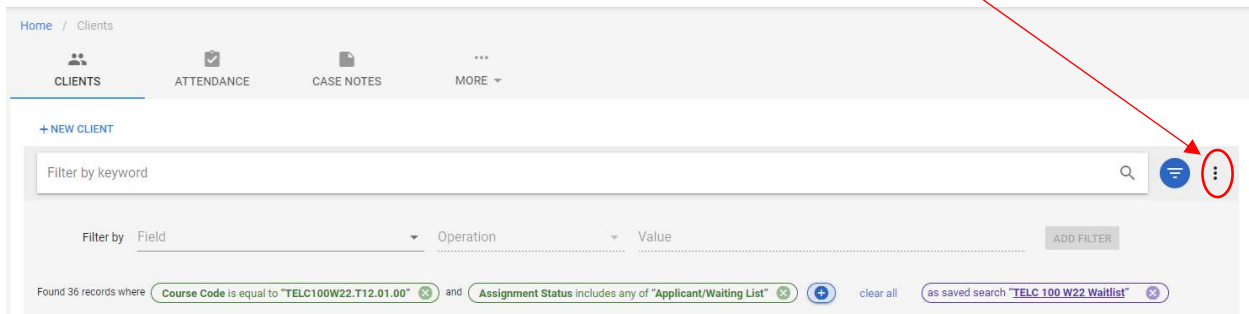 Home / Clients
CLIENTS ATTENDANCE CASE NOTES MORE
+ NEW CLIENT
Filter by keyword
Filter by Field Operation Value ADD FILTER
Found 36 records where Course Code is equal to "TELC100W22.T12.01.00" and Assignment Status includes any of "Applicant/Waiting List" clear all as saved search "TELC 100 W22 Waitlist"